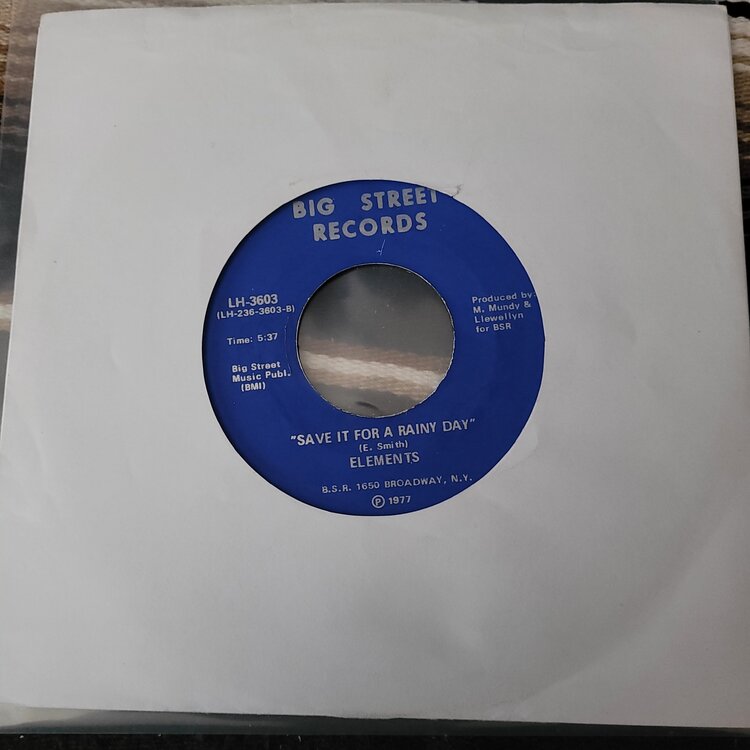 BIG STREET
RECORDS
LH-3603
(LH-236-3603-B)
Time: 5:37
Big Street
Music Publ.
(BMI)
Produced by:
M. Mundy &
Llewellyn
for BSR
"SAVE IT FOR A RAINY DAY"
(E. Smith)
ELEMENTS
B.S.R. 1650 BROADWAY, N.Y.
Ⓟ 1977